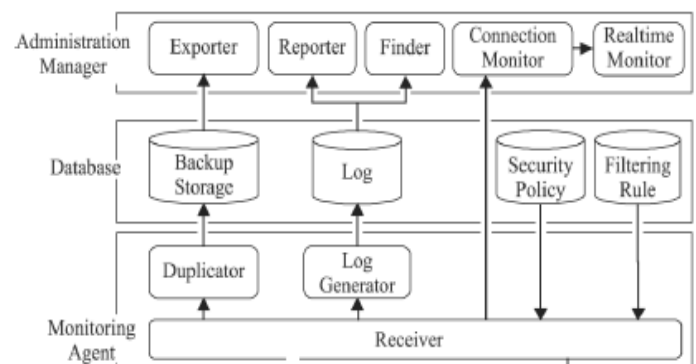 Administration
Manager
Exporter
Reporter
Finder
Connection
Monitor
Realtime
Monitor
Database
Backup
Storage
Log
Security
Policy
Filtering
Rule
Duplicator
Log
Generator
Monitoring
Agent
Receiver